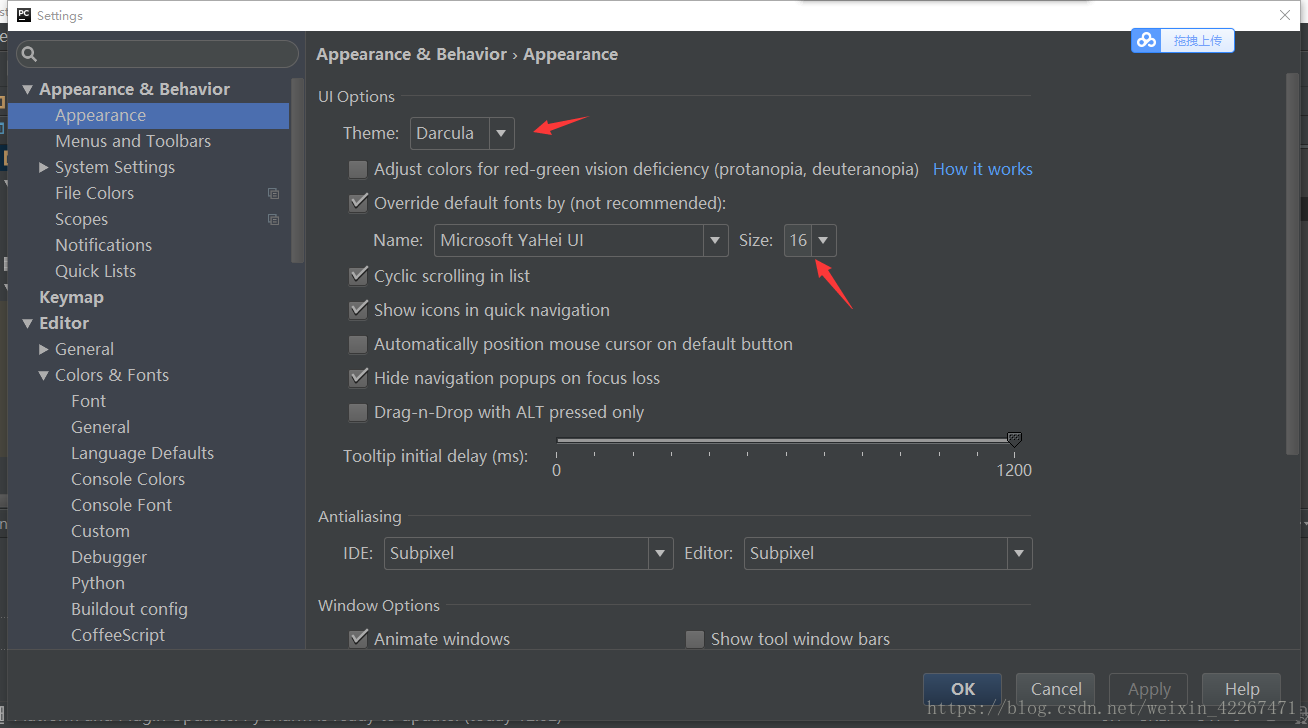 PC Settings
拖拽上传
Appearance & Behavior
Appearance
Menus and Toolbars
System Settings
File Colors
Scopes
Notifications
Quick Lists
Keymap
Editor
General
Colors & Fonts
Font
General
Language Defaults
Console Colors
Console Font
Custom
Debugger
Python
Buildout config
CoffeeScript
Appearance & Behavior › Appearance
UI Options
Theme: Darcula
Adjust colors for red-green vision deficiency (protanopia, deuteranopia) How it works
Override default fonts by (not recommended):
Name: Microsoft YaHei UI Size: 16
Cyclic scrolling in list
Show icons in quick navigation
Automatically position mouse cursor on default button
Hide navigation popups on focus loss
Drag-n-Drop with ALT pressed only
Tooltip initial delay (ms):
0 1200
Antialiasing
IDE: Subpixel Editor: Subpixel
Window Options
Animate windows Show tool window bars
OK Cancel Apply Help
https://blog.csdn.net/weixin_42267471